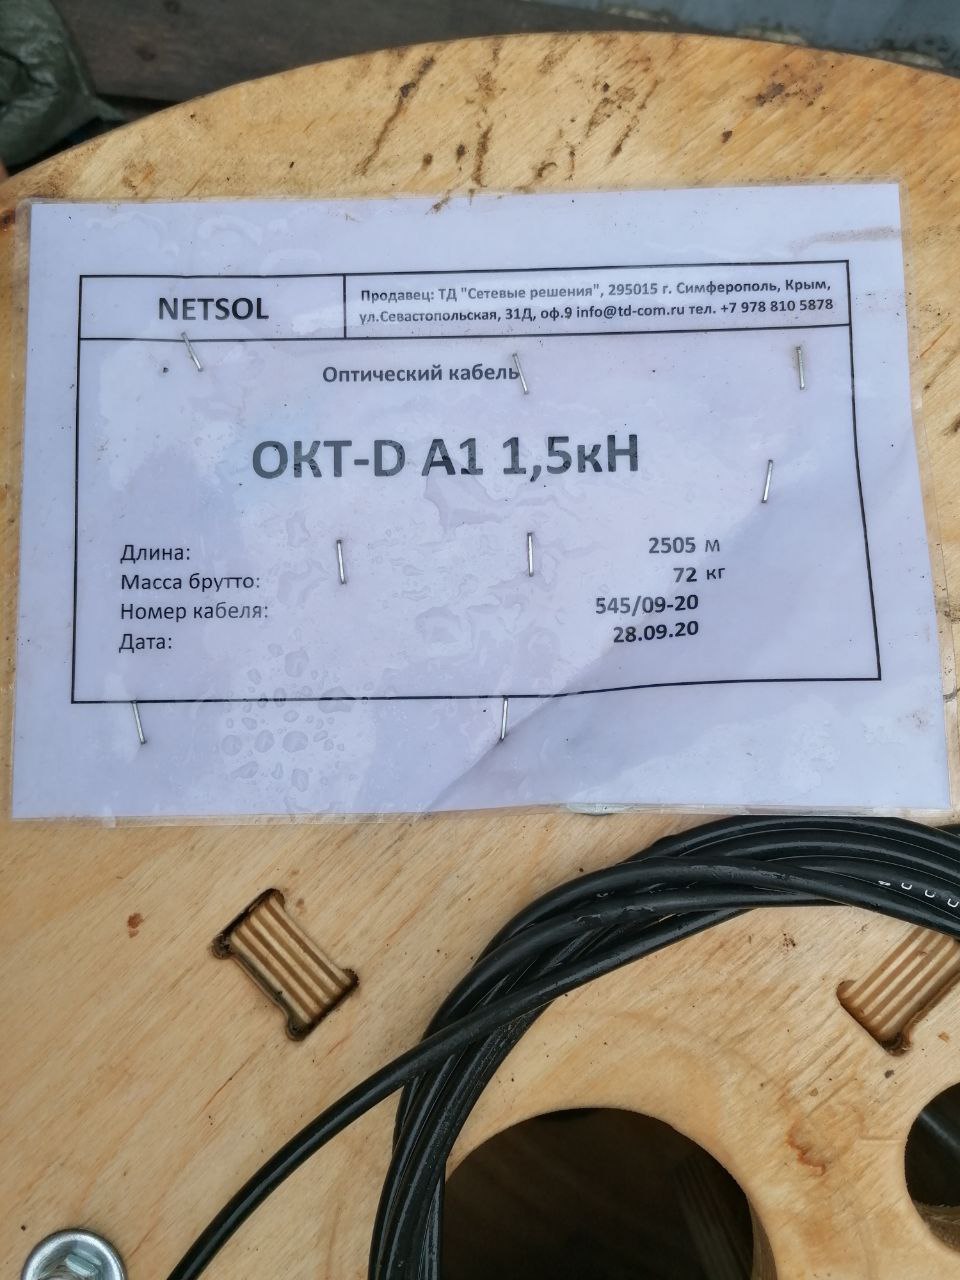 NETSOL
Продавец: ТД "Сетевые решения", 295015 г. Симферополь, Крым,
ул.Севастопольская, 31Д, оф.9 info@td-com.ru тел. +7 978 810 5878
Оптический кабель
ОКТ-D А1 1,5кН
Длина: 2505 м
Масса брутто: 72 кг
Номер кабеля: 545/09-20
Дата: 28.09.20